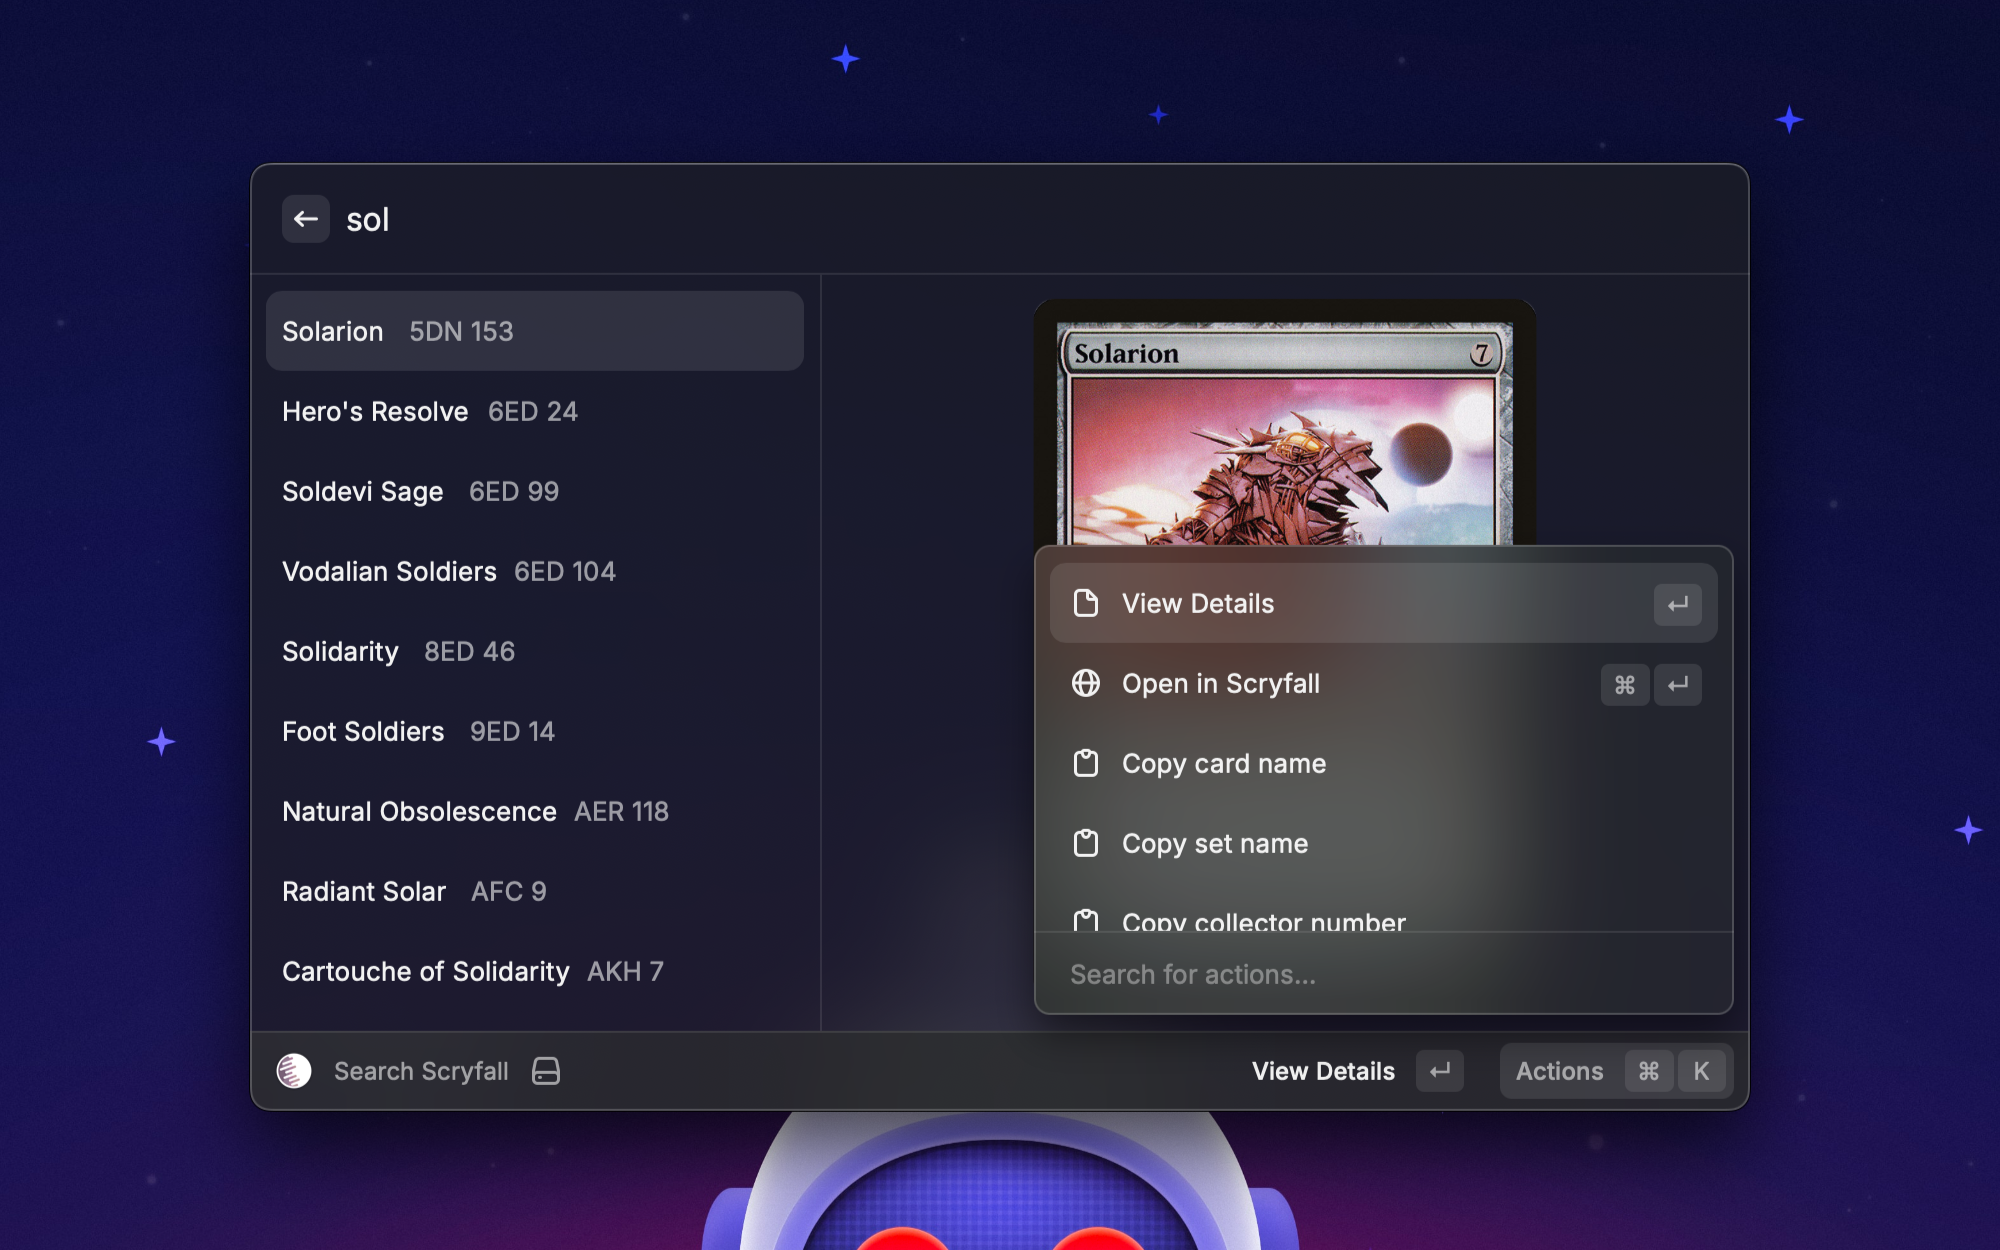 sol
Solarion 5DN 153
Hero's Resolve 6ED 24
Soldevi Sage 6ED 99
Vodalian Soldiers 6ED 104
Solidarity 8ED 46
Foot Soldiers 9ED 14
Natural Obsolescence AER 118
Radiant Solar AFC 9
Cartouche of Solidarity AKH 7
Solarion 7
View Details
Open in Scryfall ⌘
Copy card name
Copy set name
Copy collector number
Search for actions...
Search Scryfall
View Details
Actions ⌘ K